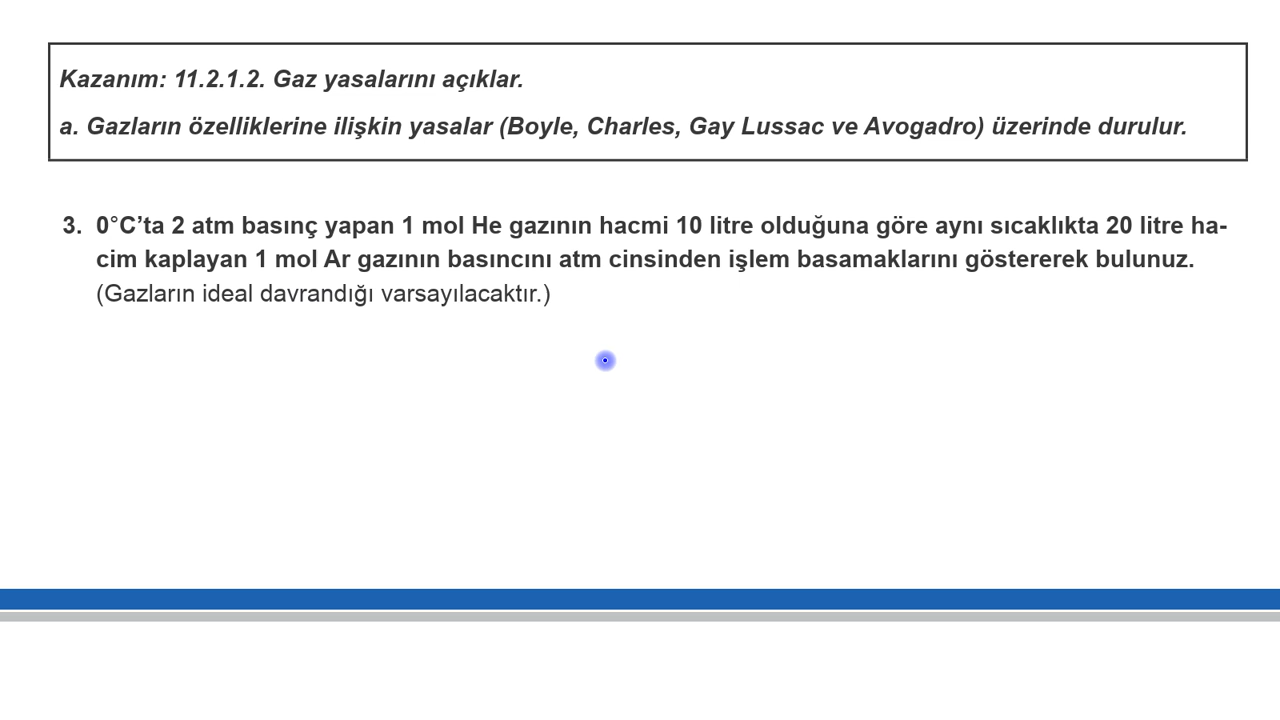 Kazanım: 11.2.1.2. Gaz yasalarını açıklar.
a. Gazların özelliklerine ilişkin yasalar (Boyle, Charles, Gay Lussac ve Avogadro) üzerinde durulur.
3. 0°C’ta 2 atm basınç yapan 1 mol He gazının hacmi 10 litre olduğuna göre aynı sıcaklıkta 20 litre ha-
cim kaplayan 1 mol Ar gazının basıncını atm cinsinden işlem basamaklarını göstererek bulunuz.
(Gazların ideal davrandığı varsayılacaktır.)